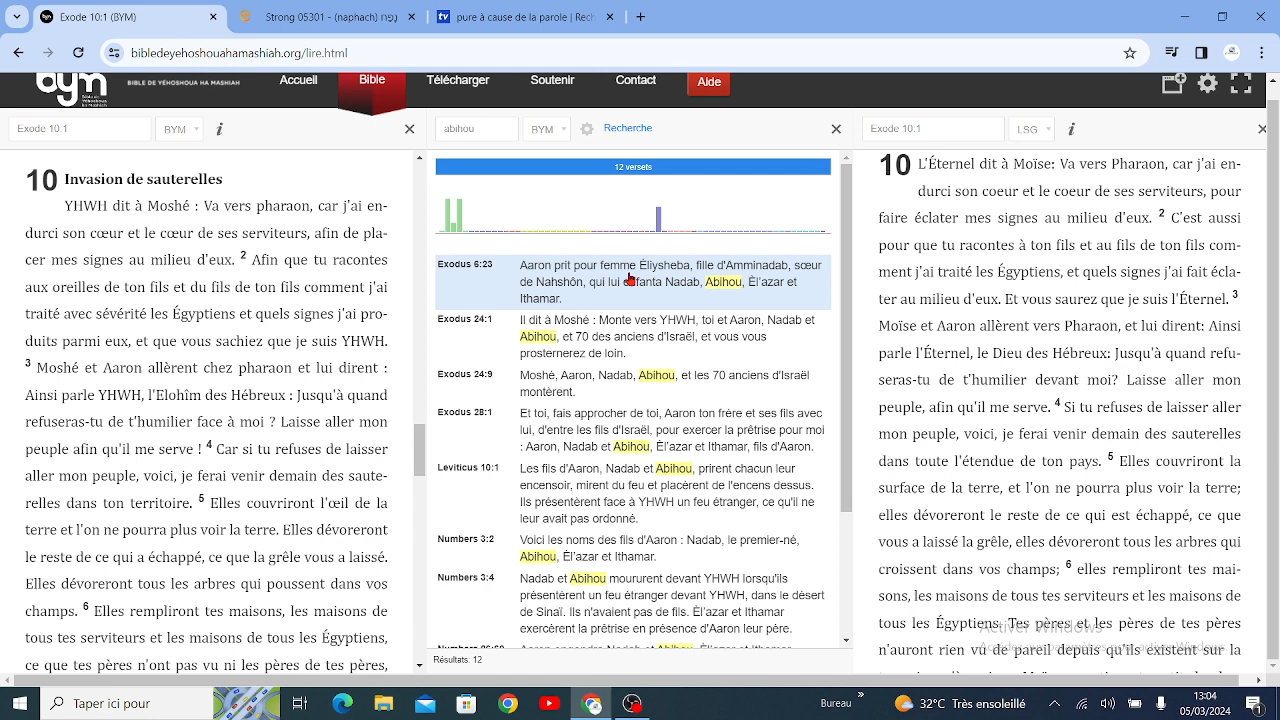 Exodus 10 (BYM)
Strong 05301 - (naphach)
pure à cause de la parole | Rech
bibledeyehoshouahamashiah.org/lire.html
bym
BIBLE DE YÉHOSHOUA HA MASHIAH
Accueil
Bible
Télécharger
Soutenir
Contact
Aide
Exode 10.1
BYM
i
10 Invasion de sauterelles
YHWH dit à Moshé : Va vers pharaon, car j'ai en-
durci son cœur et le cœur de ses serviteurs, afin de pla-
cer mes signes au milieu d'eux. 2 Afin que tu racontes
aux oreilles de ton fils et du fils de ton fils comment j'ai
traité avec sévérité les Égyptiens et quels signes j'ai pro-
duits parmi eux, et que vous sachiez que je suis YHWH.
3 Moshé et Aaron allèrent chez pharaon et lui dirent :
Ainsi parle YHWH, l'Elohîm des Hébreux : Jusqu'à quand
refuseras-tu de t'humilier face à moi ? Laisse aller mon
peuple afin qu'il me serve ! 4 Car si tu refuses de laisser
aller mon peuple, voici, je ferai venir demain des saute-
relles dans ton territoire. 5 Elles couvriront l'œil de la
terre et l'on ne pourra plus voir la terre. Elles dévoreront
le reste de ce qui a échappé, ce que la grêle vous a laissé.
Elles dévoreront tous les arbres qui poussent dans vos
champs. 6 Elles rempliront tes maisons, les maisons de
tous tes serviteurs et les maisons de tous les Égyptiens,
ce que tes pères n'ont pas vu ni les pères de tes pères,
abihou
BYM
Recherche
12 versets
Exodus 6:23 Aaron prit pour femme Éliysheba, fille d'Amminadab, sœur
de Nahshôn, qui lui enfanta Nadab, Abihou, Èl'azar et
Ithamar.
Exodus 24:1 Il dit à Moshé : Monte vers YHWH, toi et Aaron, Nadab et
Abihou, et 70 des anciens d'Israël, et vous vous
prosternerez de loin.
Exodus 24:9 Moshé, Aaron, Nadab, Abihou, et les 70 anciens d'Israël
montèrent.
Exodus 28:1 Et toi, fais approcher de toi, Aaron ton frère et ses fils avec
lui, d'entre les fils d'Israël, pour exercer la prêtrise pour moi
: Aaron, Nadab et Abihou, Èl'azar et Ithamar, fils d'Aaron.
Leviticus 10:1 Les fils d'Aaron, Nadab et Abihou, prirent chacun leur
encensoir, mirent du feu et placèrent de l'encens dessus.
Ils présentèrent face à YHWH un feu étranger, ce qu'il ne
leur avait pas ordonné.
Numbers 3:2 Voici les noms des fils d'Aaron : Nadab, le premier-né,
Abihou, Èl'azar et Ithamar.
Numbers 3:4 Nadab et Abihou moururent devant YHWH lorsqu'ils
présentèrent un feu étranger devant YHWH, dans le désert
de Sinaï. Ils n'avaient pas de fils. Èl'azar et Ithamar
exercèrent la prêtrise en présence d'Aaron leur père.
Résultats: 12
Exode 10.1
LSG
i
10 L'Éternel dit à Moïse: Va vers Pharaon, car j'ai en-
durci son coeur et le coeur de ses serviteurs, pour
faire éclater mes signes au milieu d'eux. 2 C'est aussi
pour que tu racontes à ton fils et au fils de ton fils com-
ment j'ai traité les Égyptiens, et quels signes j'ai fait écla-
ter au milieu d'eux. Et vous saurez que je suis l'Éternel. 3
Moïse et Aaron allèrent vers Pharaon, et lui dirent: Ainsi
parle l'Éternel, le Dieu des Hébreux: Jusqu'à quand refu-
seras-tu de t'humilier devant moi? Laisse aller mon
peuple, afin qu'il me serve. 4 Si tu refuses de laisser aller
mon peuple, voici, je ferai venir demain des sauterelles
dans toute l'étendue de ton pays. 5 Elles couvriront la
surface de la terre, et l'on ne pourra plus voir la terre;
elles dévoreront le reste de ce qui est échappé, ce que
vous a laissé la grêle, elles dévoreront tous les arbres qui
croissent dans vos champs; 6 elles rempliront tes mai-
sons, les maisons de tous tes serviteurs et les maisons de
tous les Égyptiens. Tes pères et les pères de tes pères
n'auront rien vu de pareil depuis qu'ils existent sur la
Activer Windows
Taper ici pour
Bureau
32°C Très ensoleillé
13:04
05/03/2024